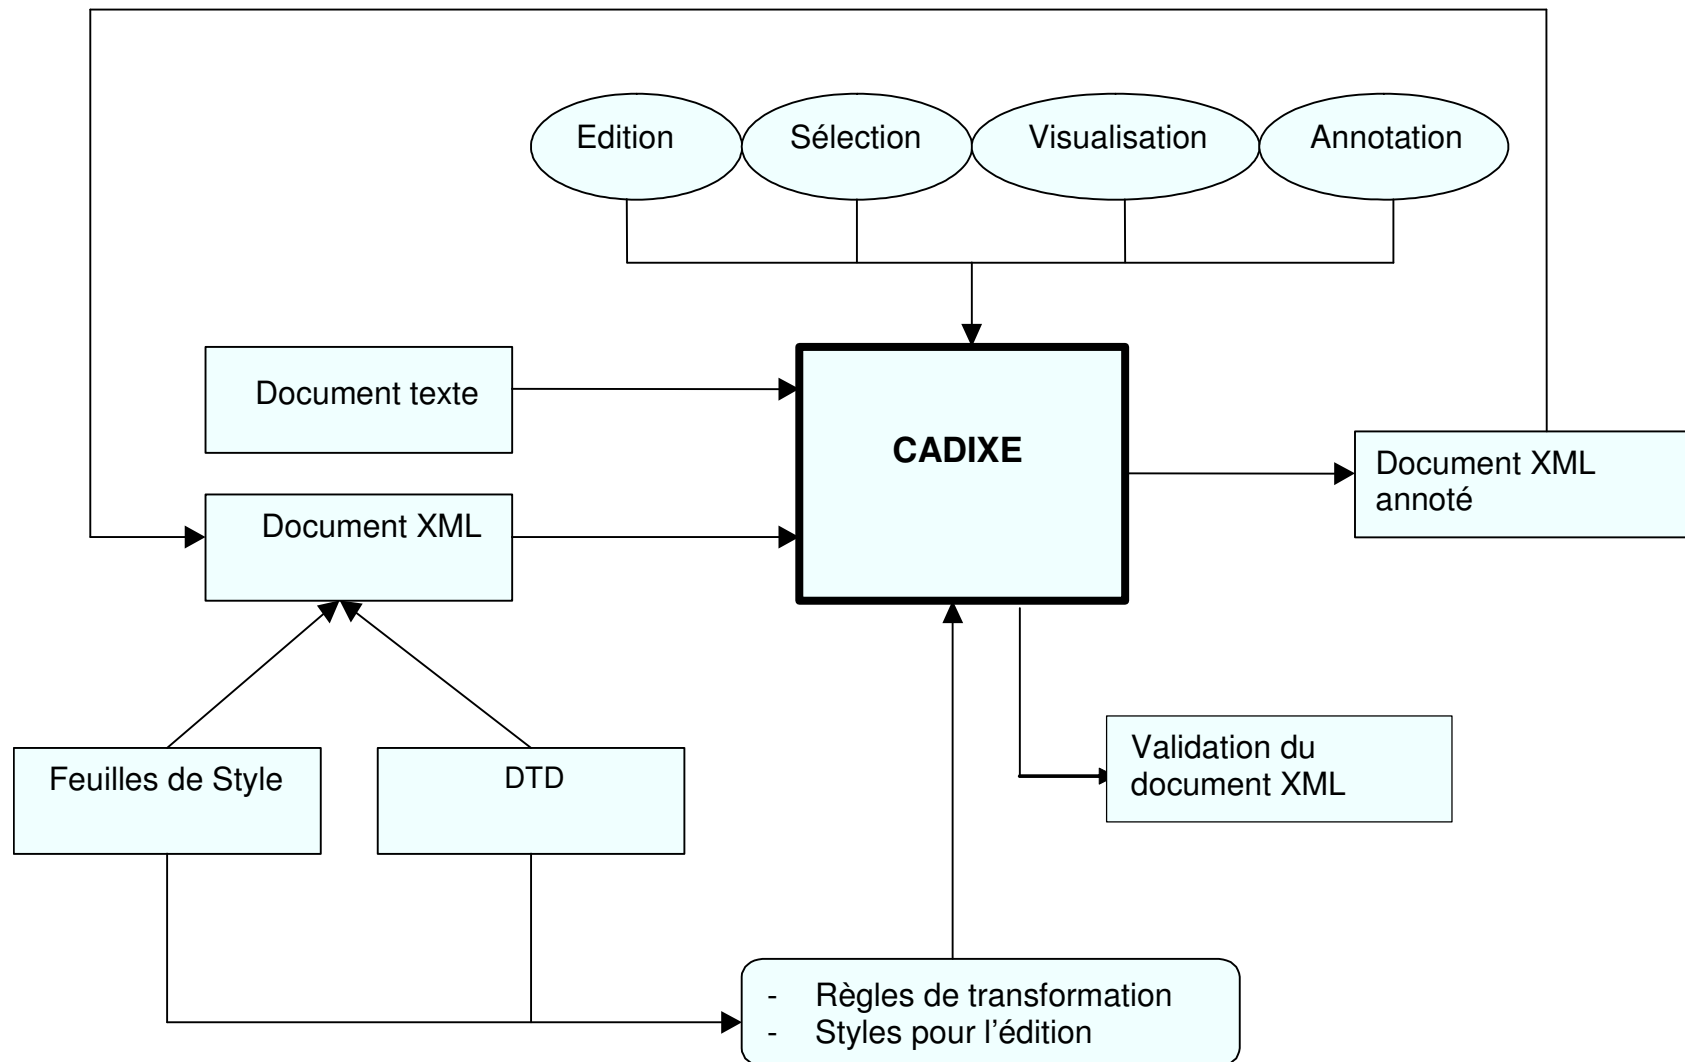 Edition
Sélection
Visualisation
Annotation
Document texte
CADIXE
Document XML
annoté
Document XML
Feuilles de Style
DTD
Validation du
document XML
- Règles de transformation
- Styles pour l’édition